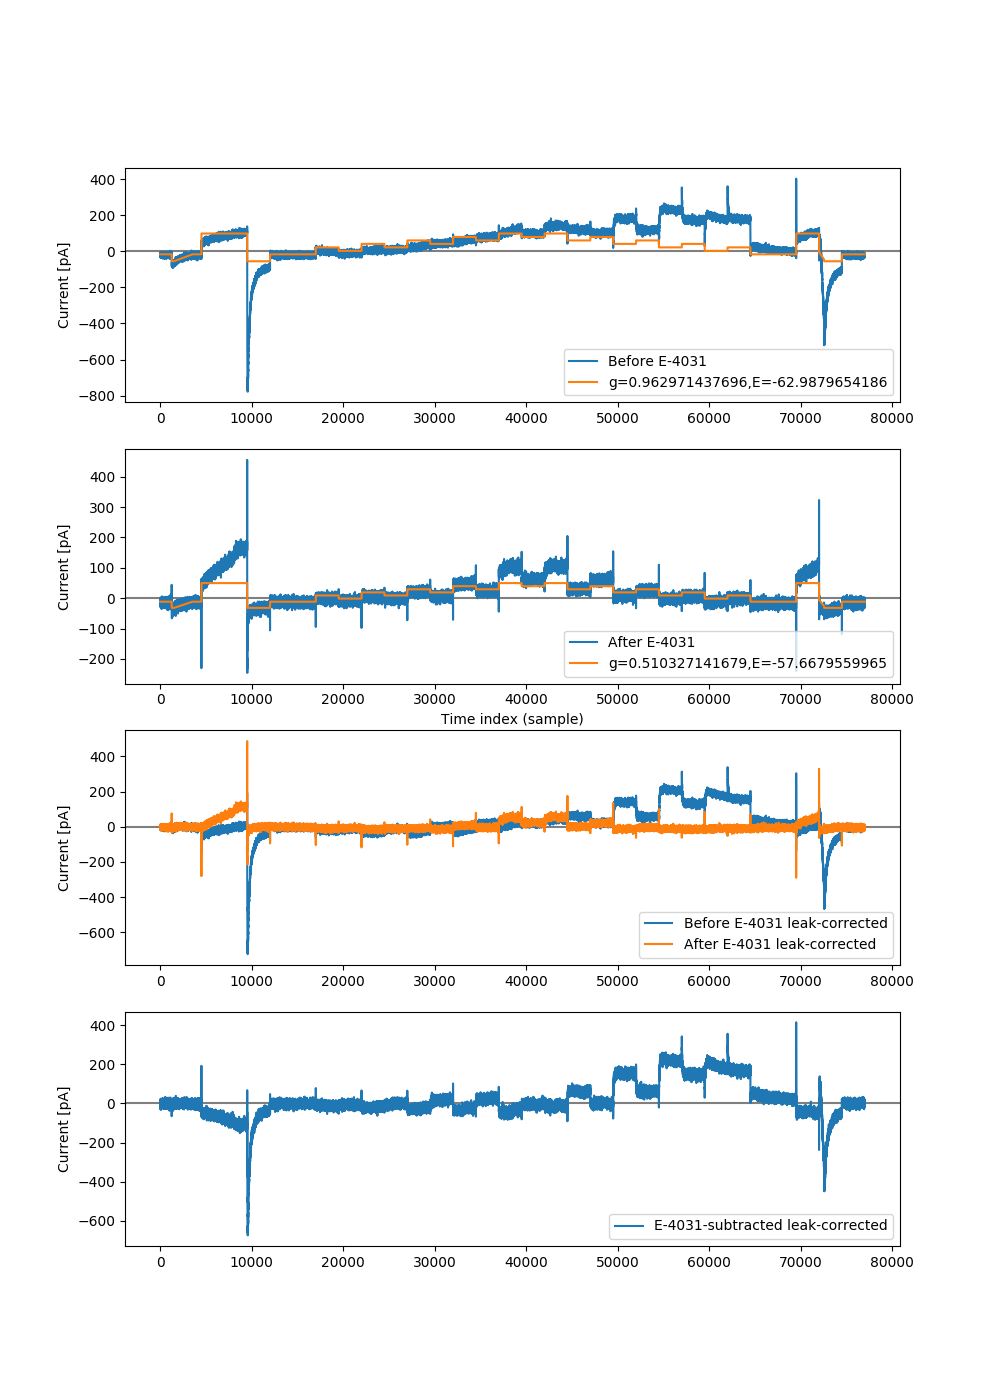 400
200
0
−200
−400
−600
−800
Current [pA]
Before E-4031
g=0.962971437696,E=-62.9879654186
0 10000 20000 30000 40000 50000 60000 70000 80000
400
300
200
100
0
−100
−200
Current [pA]
After E-4031
g=0.510327141679,E=-57.6679559965
0 10000 20000 30000 40000 50000 60000 70000 80000
Time index (sample)
400
200
0
−200
−400
−600
Current [pA]
Before E-4031 leak-corrected
After E-4031 leak-corrected
0 10000 20000 30000 40000 50000 60000 70000 80000
400
200
0
−200
−400
−600
Current [pA]
E-4031-subtracted leak-corrected
0 10000 20000 30000 40000 50000 60000 70000 80000